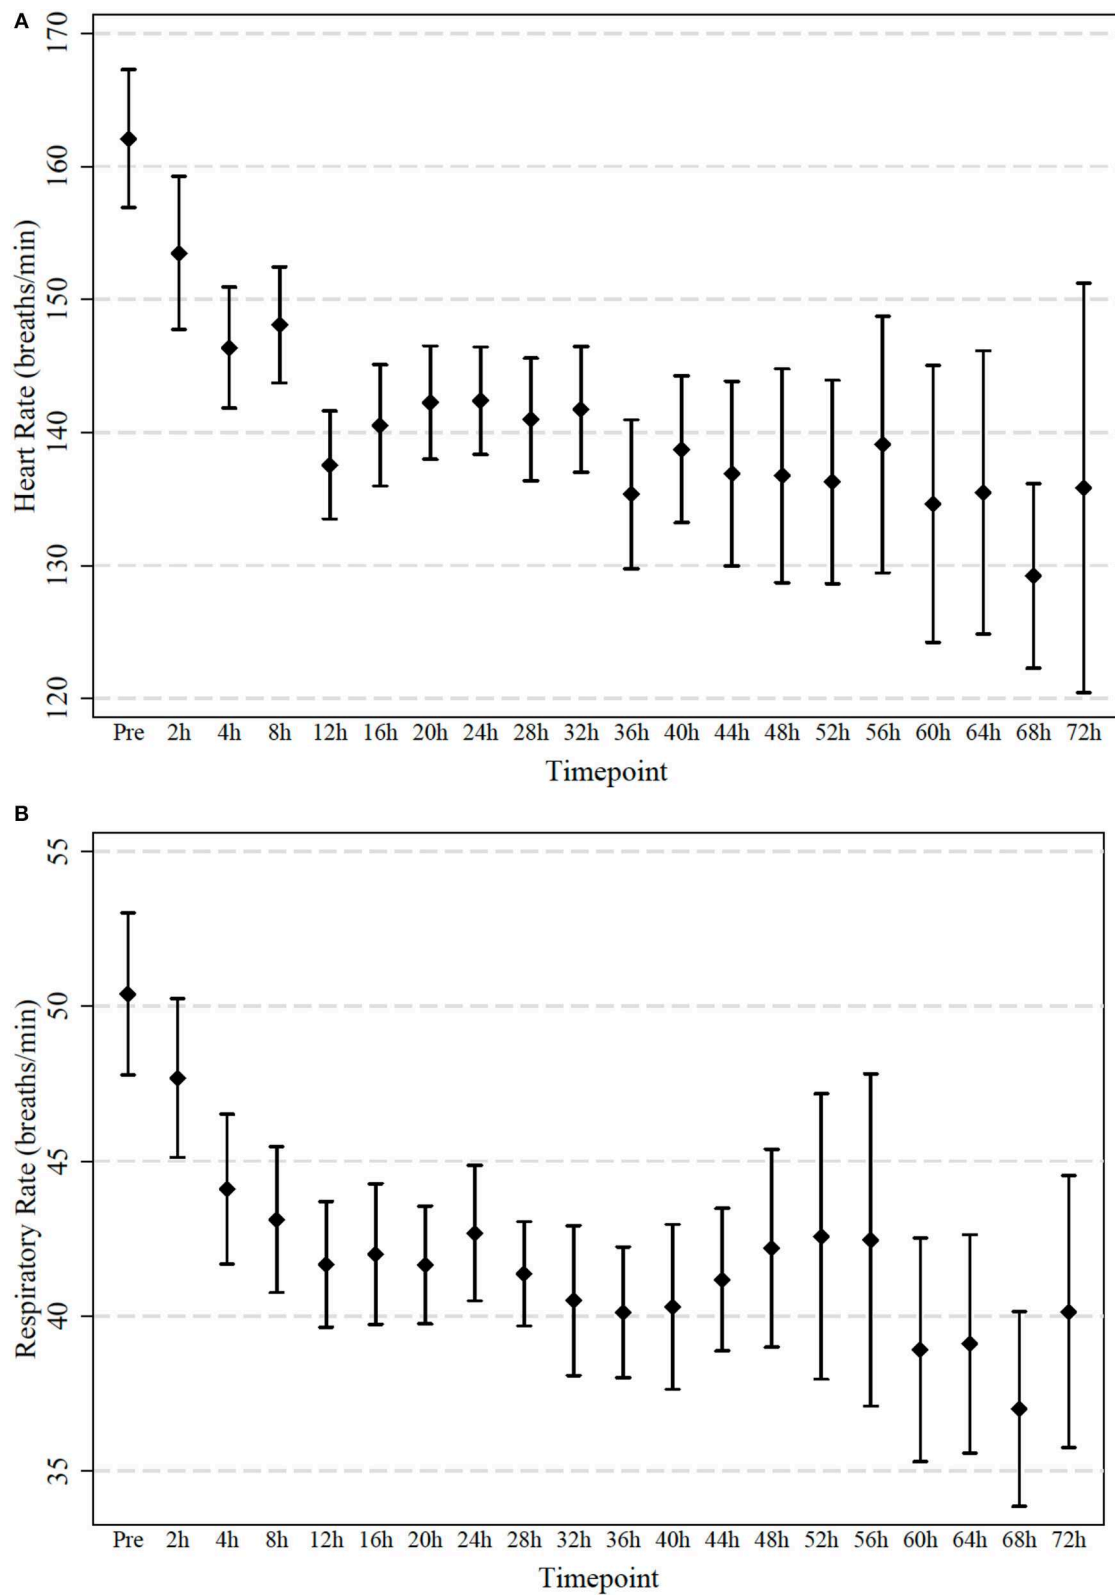 A
Heart Rate (breaths/min)
170
160
150
140
130
120
Pre 2h 4h 8h 12h 16h 20h 24h 28h 32h 36h 40h 44h 48h 52h 56h 60h 64h 68h 72h
Timepoint
B
Respiratory Rate (breaths/min)
55
50
45
40
35
Pre 2h 4h 8h 12h 16h 20h 24h 28h 32h 36h 40h 44h 48h 52h 56h 60h 64h 68h 72h
Timepoint